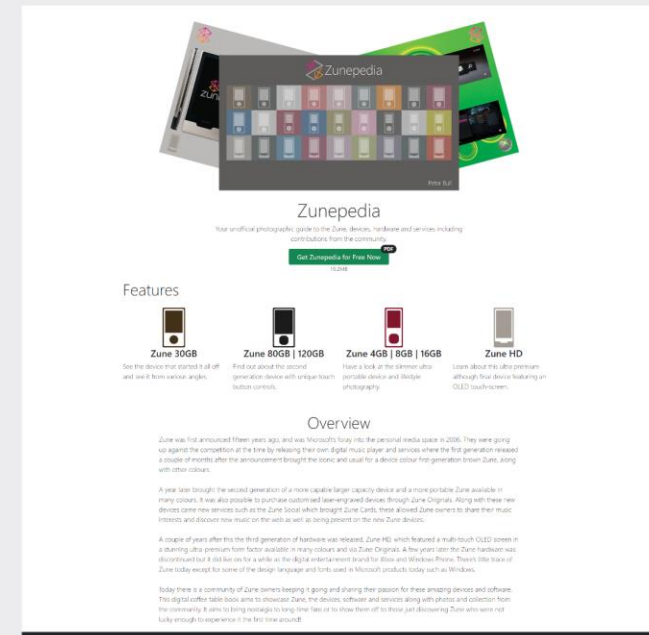 Zunepedia
Peter Bull
Zunepedia
Your unofficial photographic guide to the Zune, devices, hardware and services including
contributions from the community.
Get Zunepedia for Free Now
PDF
Features
Zune 30GB
See the device that started it all off
and see it from various angles.
Zune 80GB | 120GB
Find out about the second
generation device with unique touch
button controls.
Zune 4GB | 8GB | 16GB
Have a look at the slimmer ultra
portable device and lifestyle
photography.
Zune HD
Learn about this ultra premium
although final device featuring an
OLED touch-screen.
Overview
Zune was first announced fifteen years ago, and was Microsoft's foray into the personal media space in 2006. They were going
up against the competition at the time by releasing their own digital music player and services where the first generation released
a couple of months after the announcement brought the iconic and usual for a device colour first-generation brown Zune, along
with other colours.
A year later brought the second generation of a more capable larger capacity device and a more portable Zune available in
many colours. It was also possible to purchase customised laser-engraved devices through Zune Originals. Along with these new
devices came new services such as the Zune Social which brought Zune Cards, these allowed Zune owners to share their music
interests and discover new music on the web as well as being present on the new Zune devices.
A couple of years after this the third generation of hardware was released, Zune HD, which featured a multi-touch OLED screen in
a stunning ultra-premium form factor available in many colours and via Zune Originals. A few years later the Zune hardware was
discontinued but it did live on for a while as the digital entertainment brand for Xbox and Windows Phone. There's little trace of
Zune today except for some of the design language and fonts used in Microsoft products today such as Windows.
Today there is a community of Zune owners keeping it going and sharing their passion for these amazing devices and software.
This digital coffee table book aims to showcase Zune, the devices, software and services along with photos and collection from
the community. It aims to bring nostalgia to long-time fans or to show them off to those just discovering Zune who were not
lucky enough to experience it the first time around!